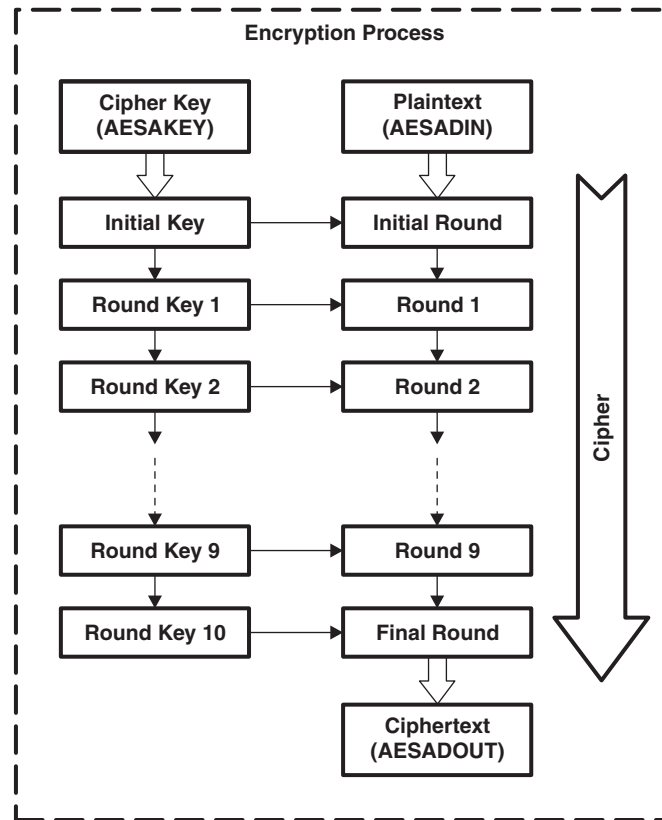 Encryption Process
Cipher Key
(AESAKEY)
Plaintext
(AESADIN)
Initial Key
Initial Round
Round Key 1
Round 1
Round Key 2
Round 2
Cipher
Round Key 9
Round 9
Round Key 10
Final Round
Ciphertext
(AESADOUT)